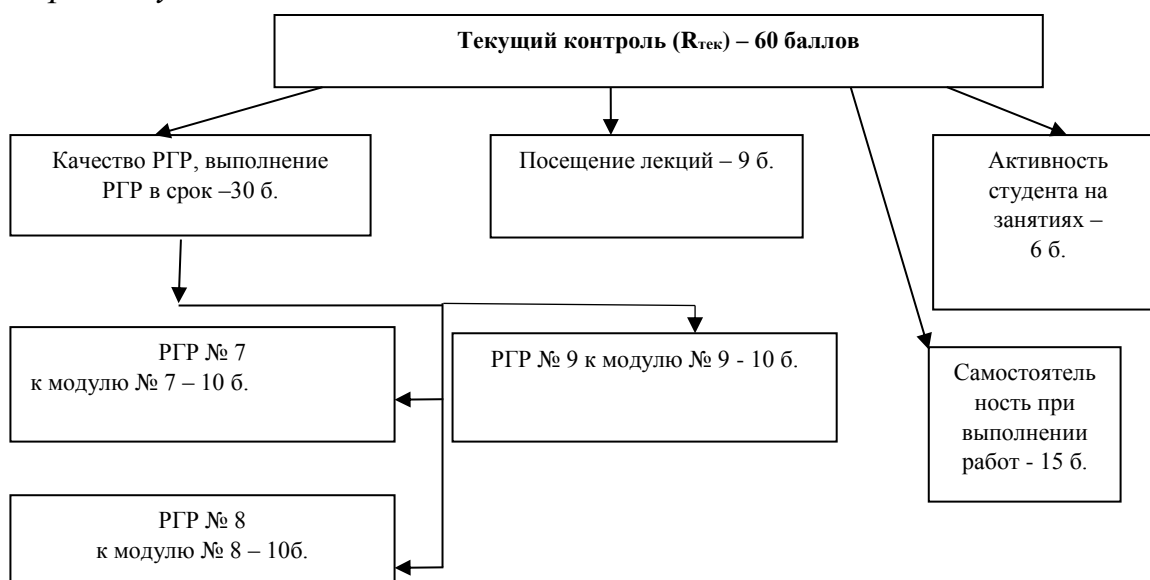 Текущий контроль (Rтек) – 60 баллов
Качество РГР, выполнение
РГР в срок –30 б.
Посещение лекций – 9 б.
Активность
студента на
занятиях –
6 б.
РГР № 7
к модулю № 7 – 10 б.
РГР № 9 к модулю № 9 - 10 б.
Самостоятель
ность при
выполнении
работ - 15 б.
РГР № 8
к модулю № 8 – 10б.